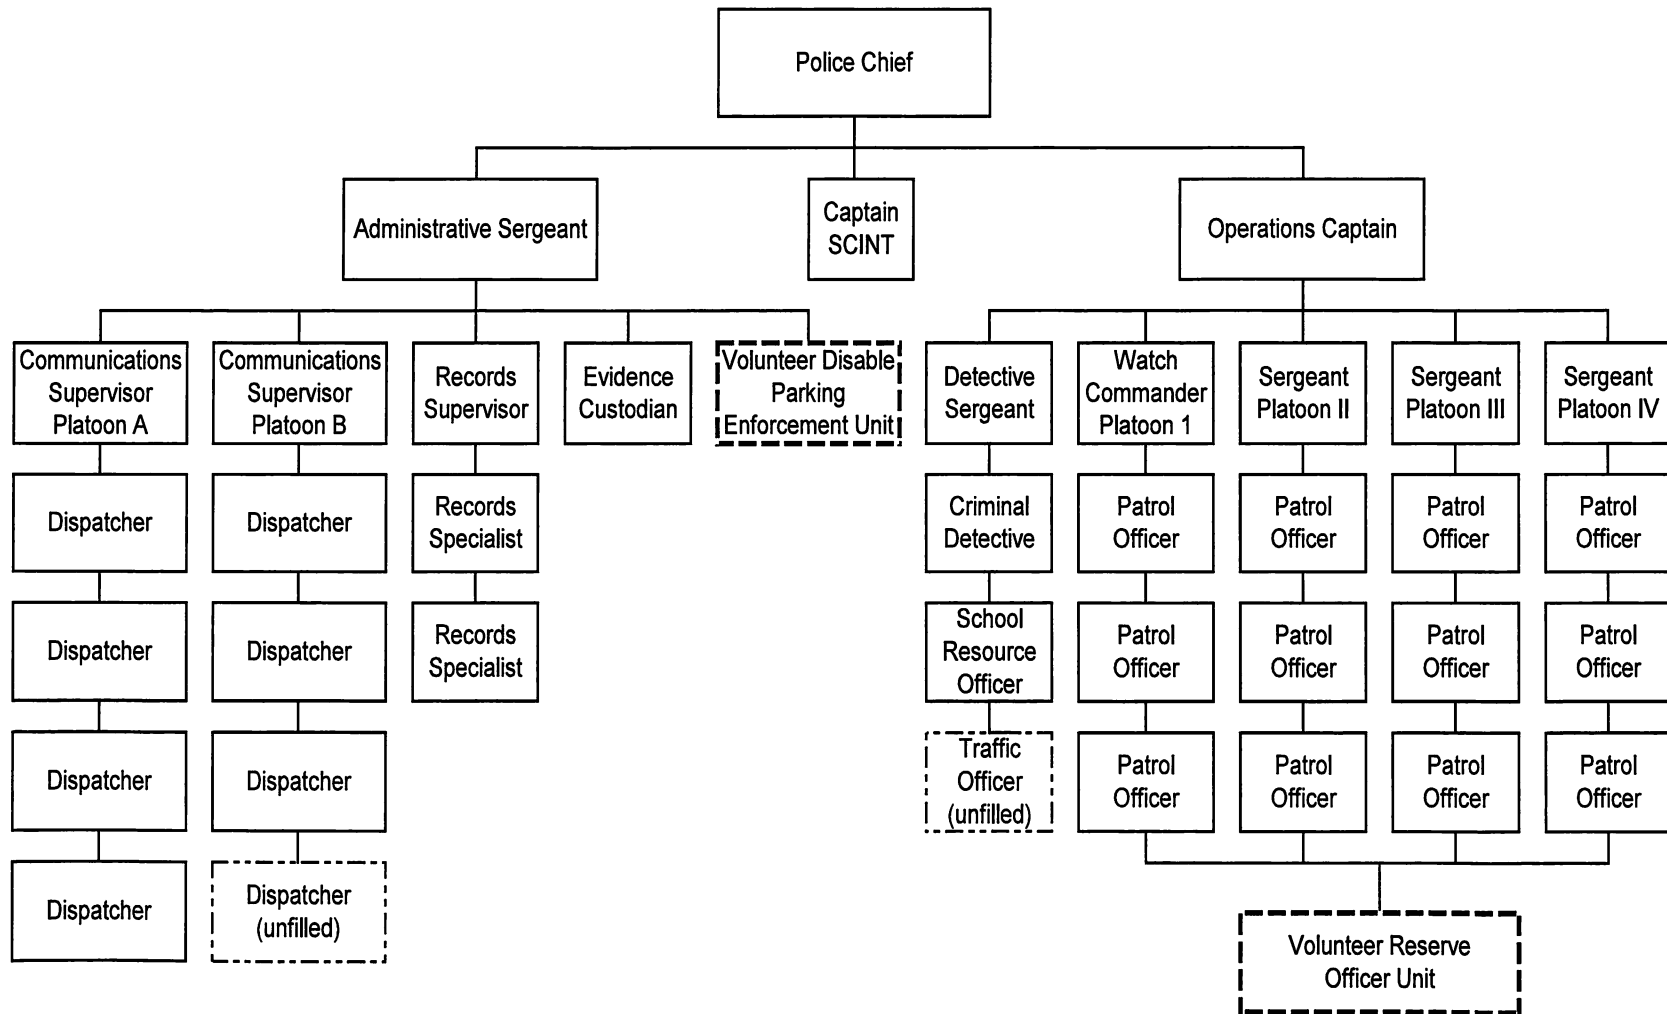 Police Chief
Administrative Sergeant
Captain
SCINT
Operations Captain
Communications
Supervisor
Platoon A
Communications
Supervisor
Platoon B
Records
Supervisor
Evidence
Custodian
Volunteer Disable
Parking
Enforcement Unit
Detective
Sergeant
Watch
Commander
Platoon 1
Sergeant
Platoon II
Sergeant
Platoon III
Sergeant
Platoon IV
Dispatcher
Dispatcher
Records
Specialist
Criminal
Detective
Patrol
Officer
Patrol
Officer
Patrol
Officer
Patrol
Officer
Dispatcher
Dispatcher
Records
Specialist
School
Resource
Officer
Patrol
Officer
Patrol
Officer
Patrol
Officer
Patrol
Officer
Dispatcher
Dispatcher
Traffic
Officer
(unfilled)
Patrol
Officer
Patrol
Officer
Patrol
Officer
Patrol
Officer
Dispatcher
Dispatcher
(unfilled)
Volunteer Reserve
Officer Unit